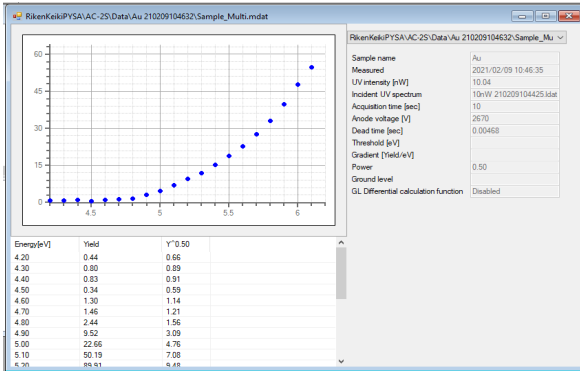 RikenKeikiPYSA\AC-2S\Data\Au 210209104632\Sample_Multi.mdat
RikenKeikiPYSA\AC-2S\Data\Au 210209104632\Sample_Mu
60
45
30
15
0
4.5
5
5.5
6
Sample name Au
Measured 2021/02/09 10:46:35
UV intensity [nW] 10.04
Incident UV spectrum 10nW 210209104425.ldat
Acquisition time [sec] 10
Anode voltage [V] 2670
Dead time [sec] 0.00468
Threshold [eV]
Gradient [Yield/eV]
Power 0.50
Ground level
GL Differential calculation function Disabled
Energy[eV] Yield Y^0.50
4.20 0.44 0.66
4.30 0.80 0.89
4.40 0.83 0.91
4.50 0.34 0.59
4.60 1.30 1.14
4.70 1.46 1.21
4.80 2.44 1.56
4.90 9.52 3.09
5.00 22.66 4.76
5.10 50.19 7.08
5.20 89.91 9.48